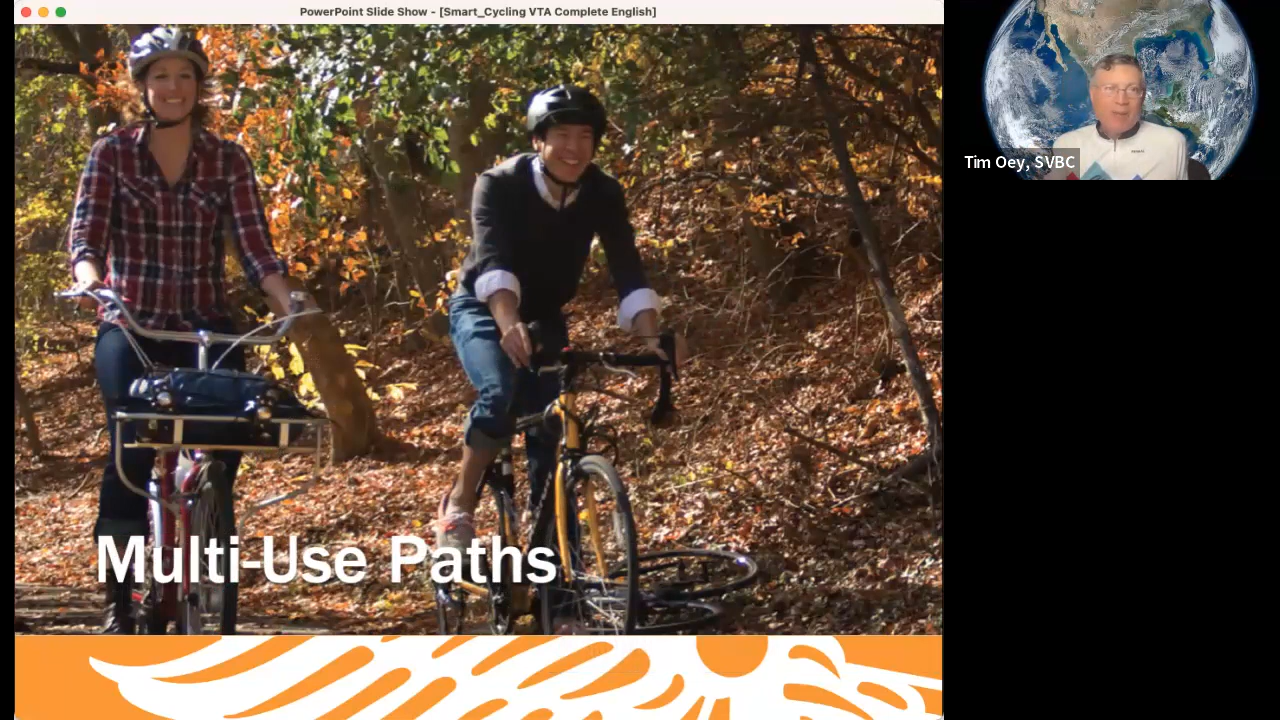 PowerPoint Slide Show - [Smart_Cycling VTA Complete English]
Tim Oey, SVBC
Multi-Use Paths